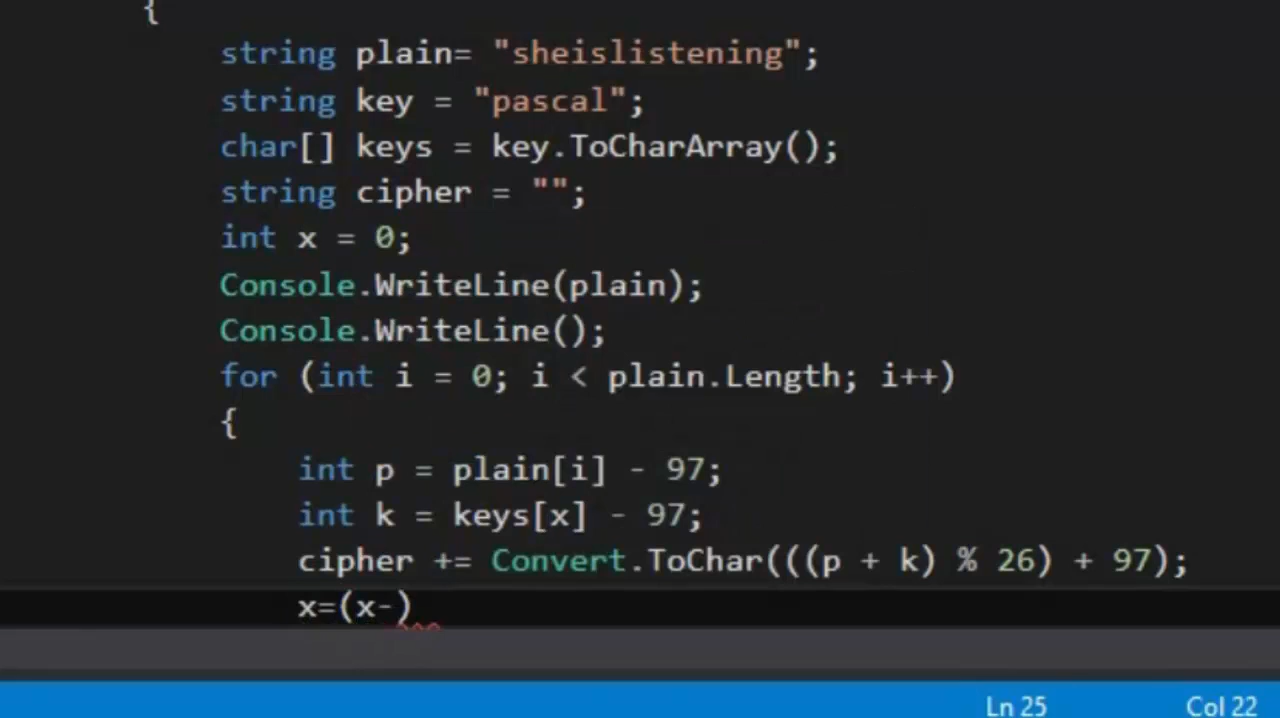 {
string plain= "sheislistening";
string key = "pascal";
char[] keys = key.ToCharArray();
string cipher = "";
int x = 0;
Console.WriteLine(plain);
Console.WriteLine();
for (int i = 0; i < plain.Length; i++)
{
int p = plain[i] - 97;
int k = keys[x] - 97;
cipher += Convert.ToChar(((p + k) % 26) + 97);
x=(x-)
Ln 25 Col 22